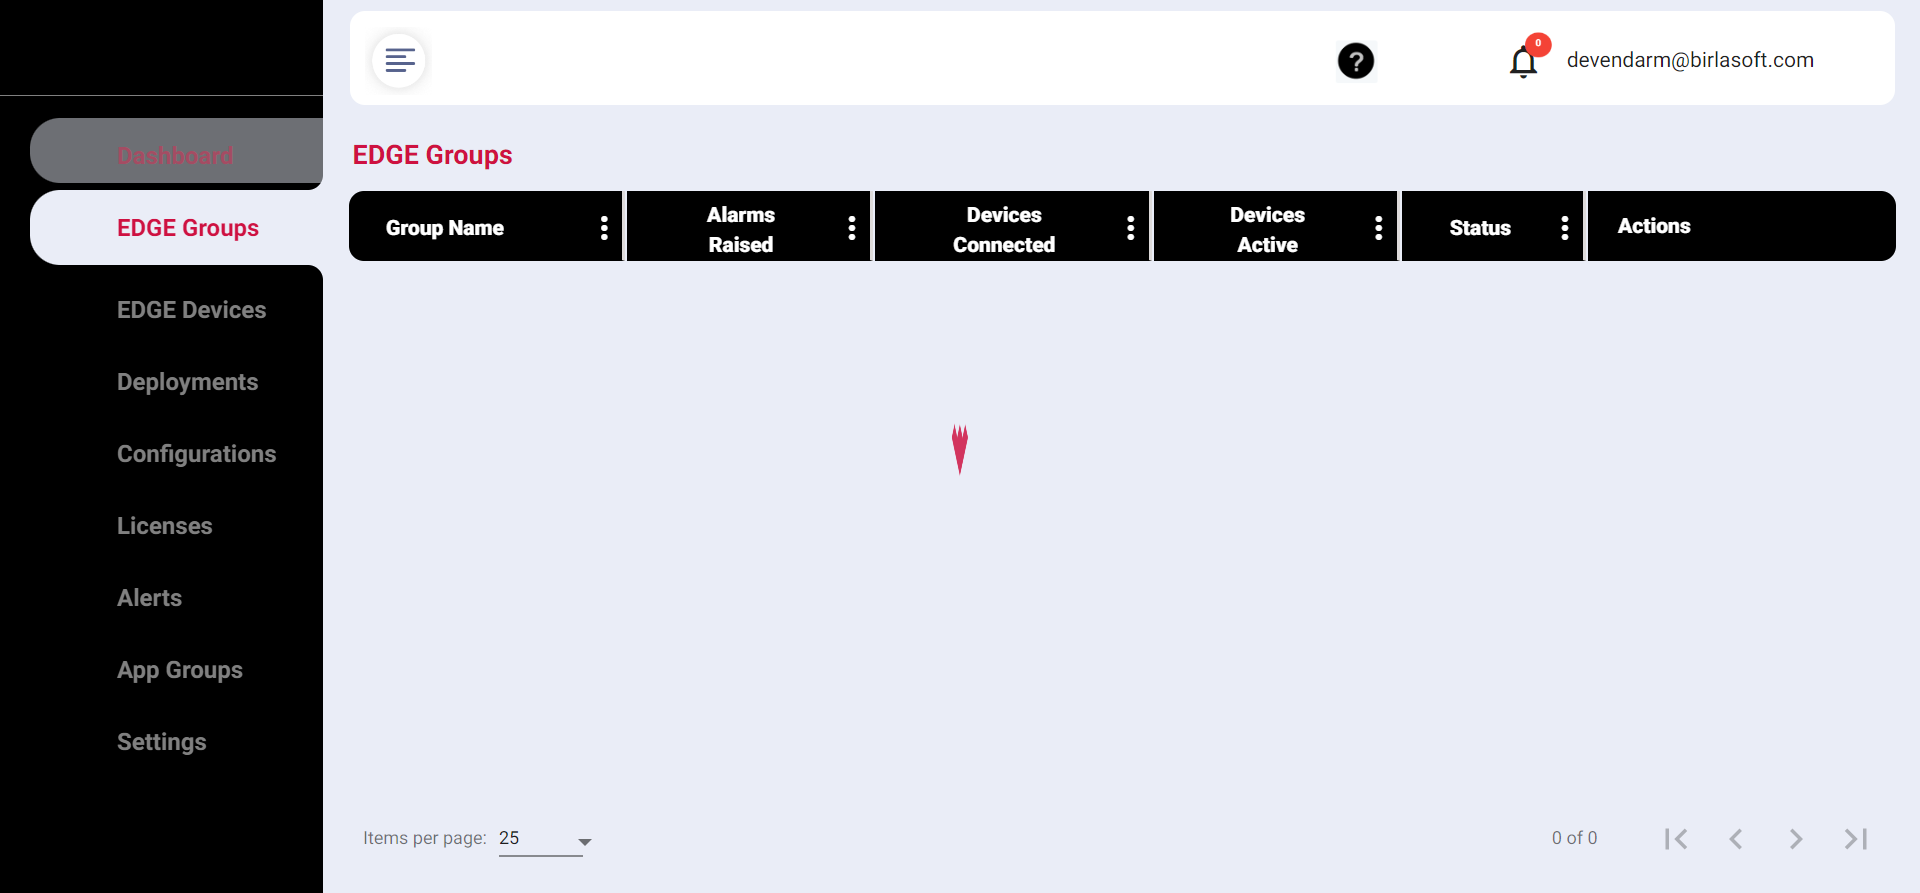 ?
0
devendarm@birlasoft.com
Dashboard
EDGE Groups
EDGE Devices
Deployments
Configurations
Licenses
Alerts
App Groups
Settings
EDGE Groups
Group Name
Alarms
Raised
Devices
Connected
Devices
Active
Status
Actions
Items per page: 25
0 of 0